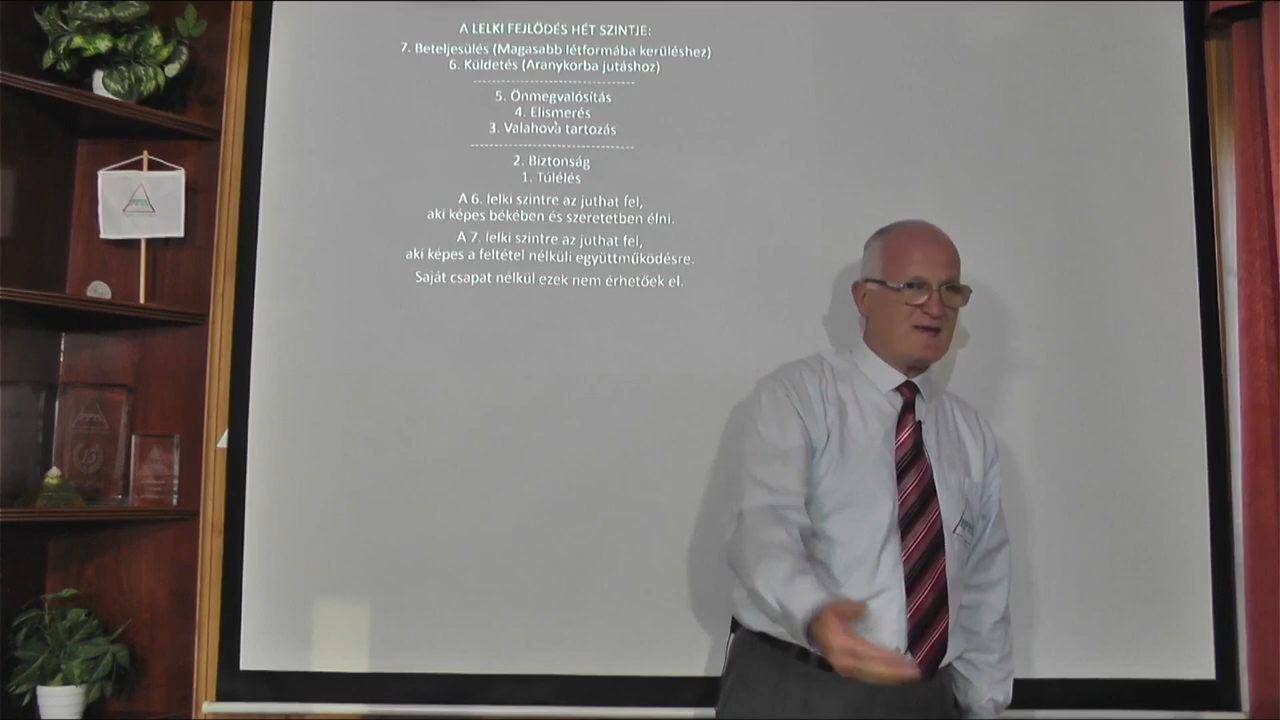 A LELKI FEJLŐDÉS HÉT SZINTJE:
7. Beteljesülés (Magasabb létformába kerüléshez)
6. Küldetés (Aranykorba jutáshoz)
5. Önmegvalósítás
4. Elismerés
3. Valahová tartozás
2. Biztonság
1. Túlélés
A 6. lelki szintre az juthat fel,
aki képes békében és szeretetben élni.
A 7. lelki szintre az juthat fel,
aki képes a feltétel nélküli együttműködésre.
Saját csapat nélkül ezek nem érhetőek el.
13